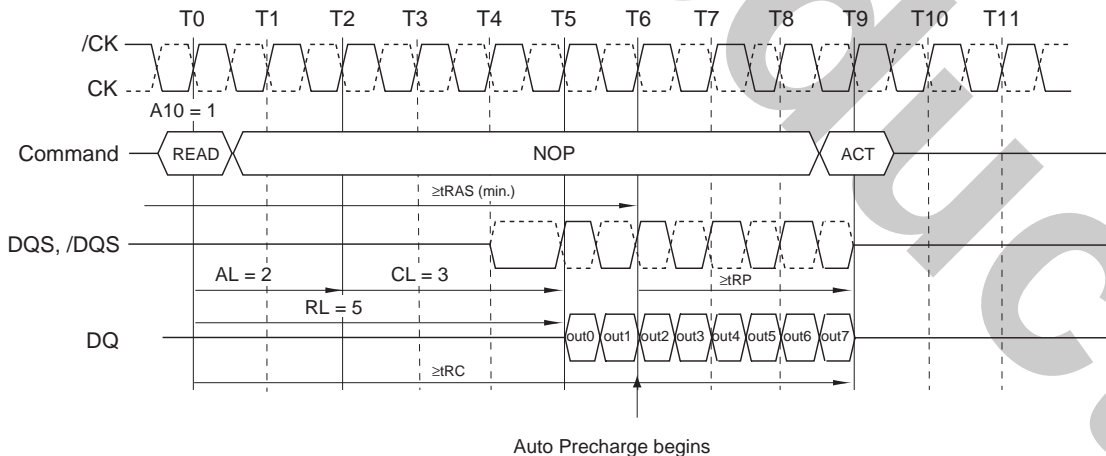 T0 T1 T2 T3 T4 T5 T6 T7 T8 T9 T10 T11
/CK
CK
A10 = 1
Command READ NOP ACT
≥tRAS (min.)
DQS, /DQS
AL = 2 CL = 3 ≥tRP
RL = 5
DQ out0 out1 out2 out3 out4 out5 out6 out7
≥tRC
Auto Precharge begins